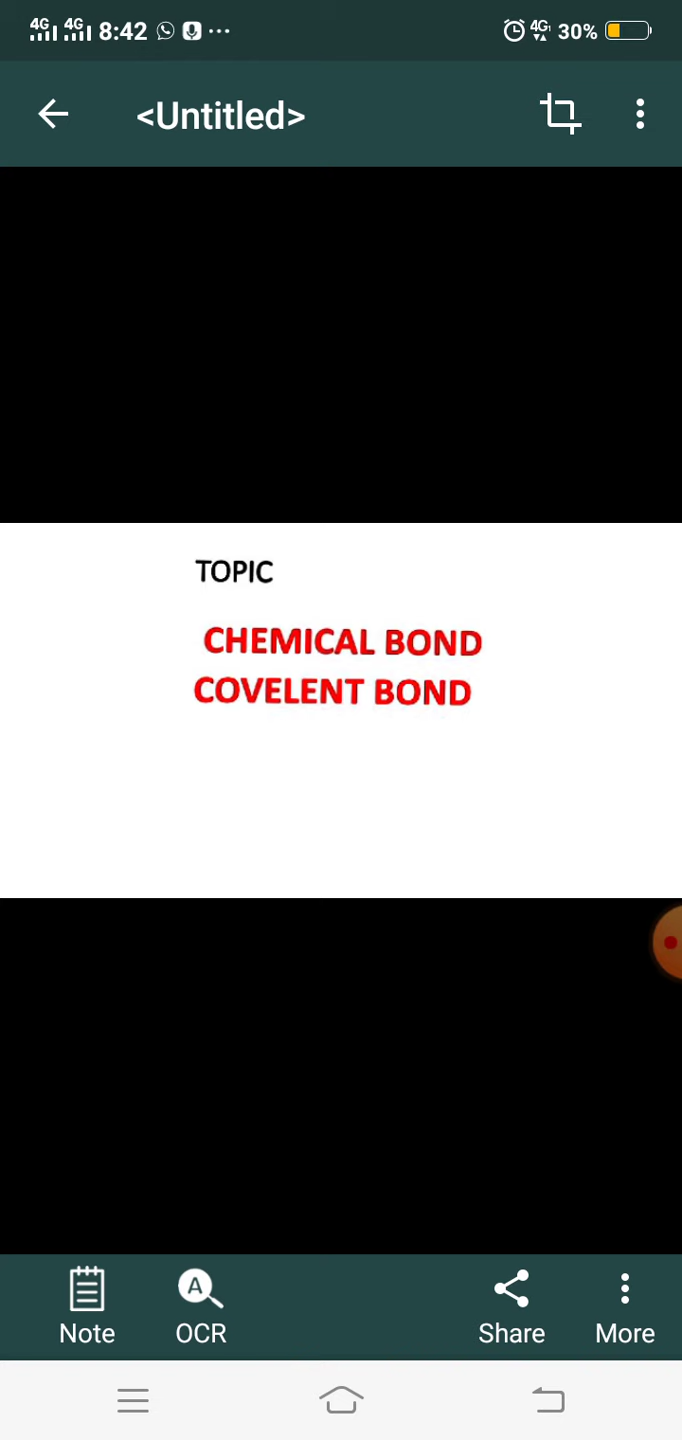 4G 4G 8:42 ... 4G 30%
<Untitled>
TOPIC
CHEMICAL BOND
COVELENT BOND
A
Note OCR Share More